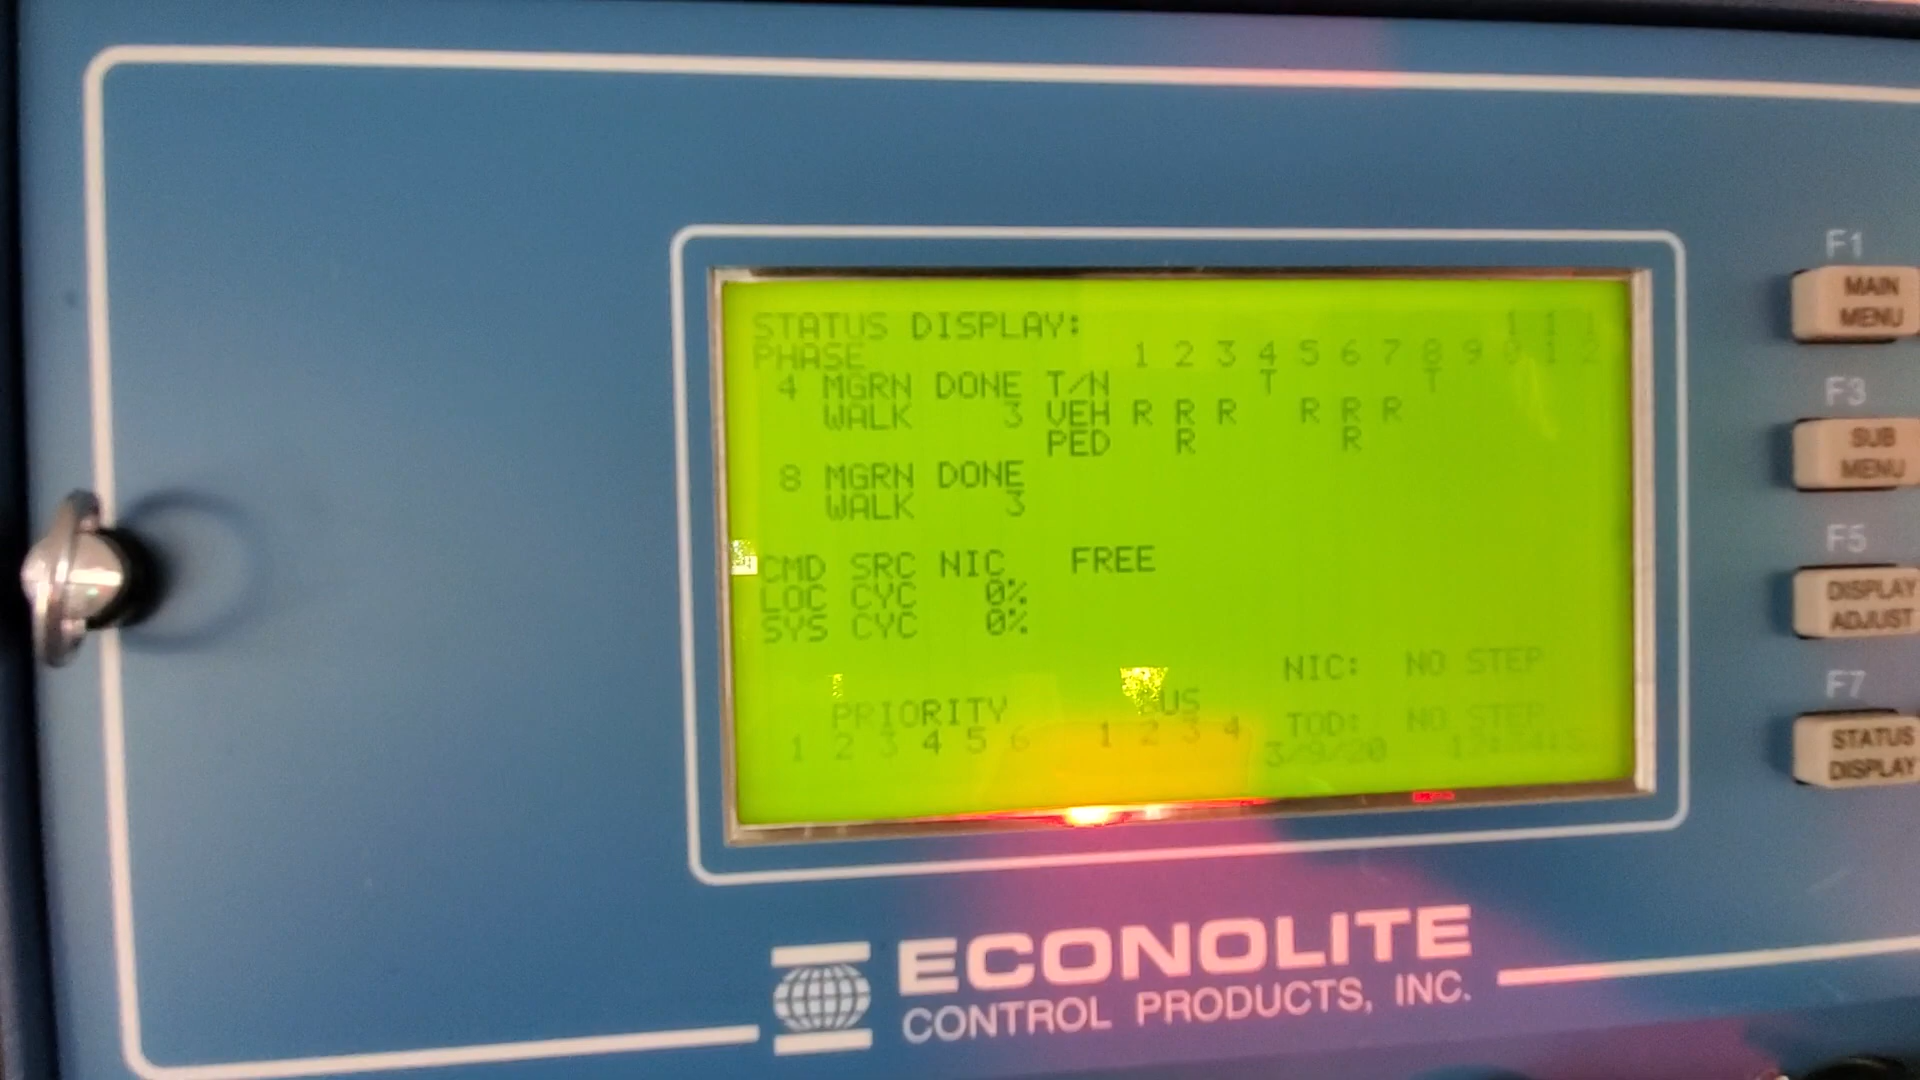 STATUS DISPLAY: 1 1 1
PHASE 1 2 3 4 5 6 7 8 9 0 1 2
4 MGRN DONE T/N T T
WALK 3 VEH R R R R R R
PED R R
8 MGRN DONE
WALK 3
CMD SRC NIC FREE
LOC CYC 0%
SYS CYC 0%
NIC: NO STEP
PRIORITY TOD: NO STEP
1 2 3 4 5 6 1 2 3 4 3/9/20
F1
MAIN MENU
F3
SUB MENU
F5
DISPLAY ADJUST
F7
STATUS DISPLAY
ECONOLITE
CONTROL PRODUCTS, INC.